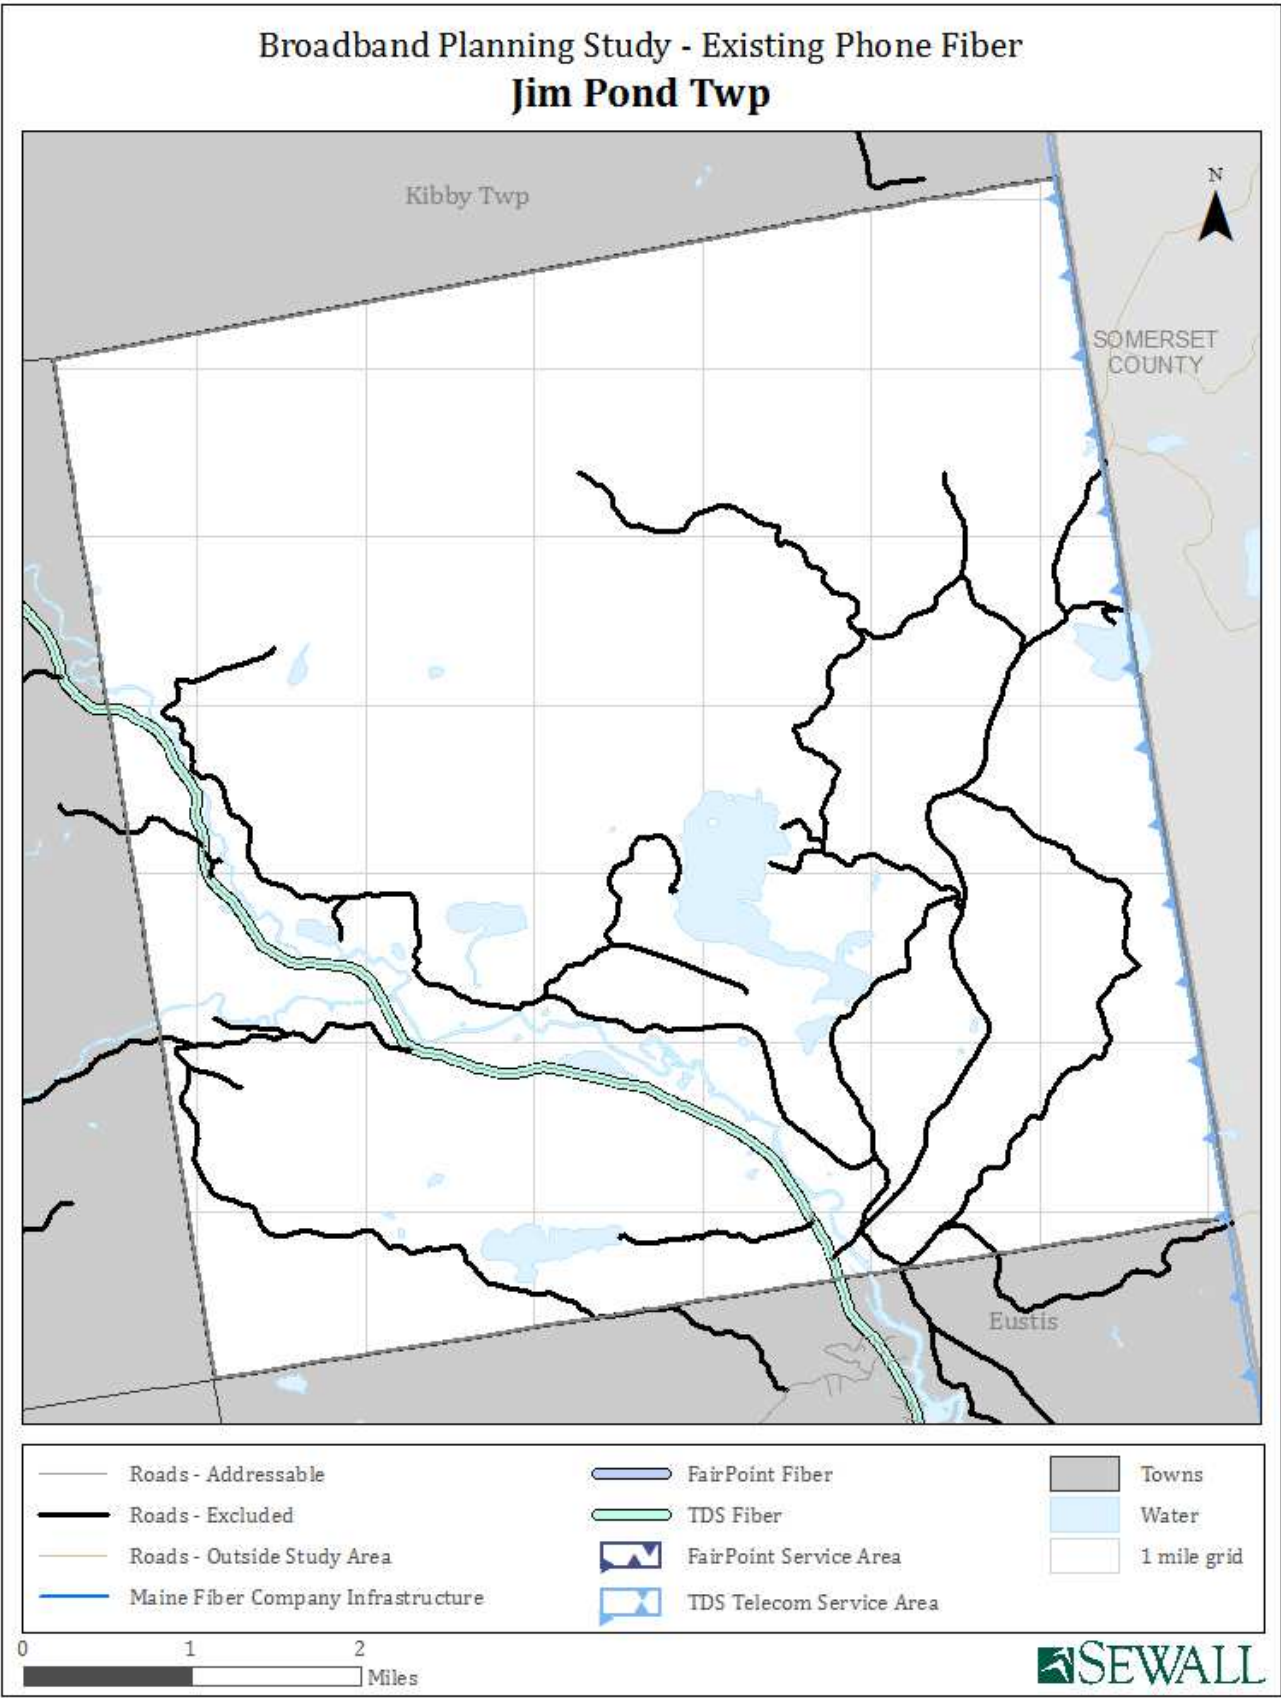 Broadband Planning Study - Existing Phone Fiber
Jim Pond Twp
Kibby Twp
N
SOMERSET
COUNTY
Eustis
Roads - Addressable
Roads - Excluded
Roads - Outside Study Area
Maine Fiber Company Infrastructure
FairPoint Fiber
TDS Fiber
FairPoint Service Area
TDS Telecom Service Area
Towns
Water
1 mile grid
0 1 2
Miles
SEWALL